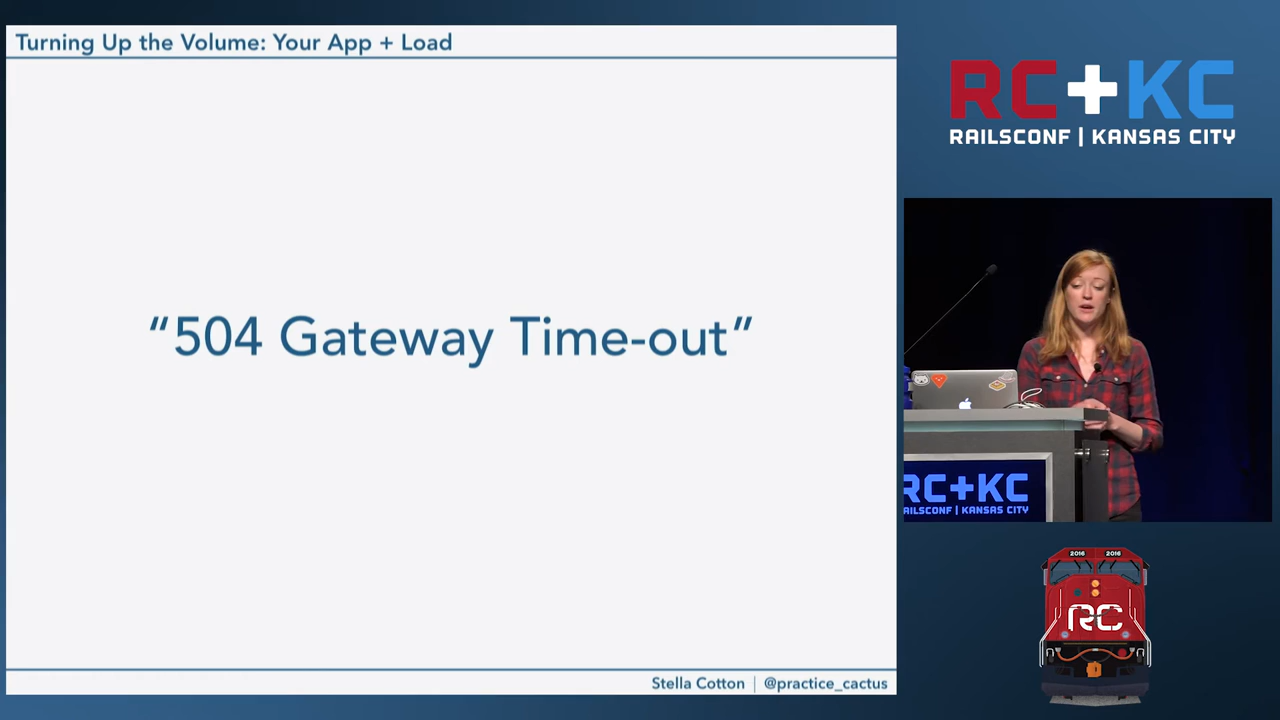 Turning Up the Volume: Your App + Load
“504 Gateway Time-out”
Stella Cotton | @practice_cactus
RC+KC
RAILSCONF | KANSAS CITY
RC+KC
AILSCONF | KANSAS CITY
2016 2016
RC